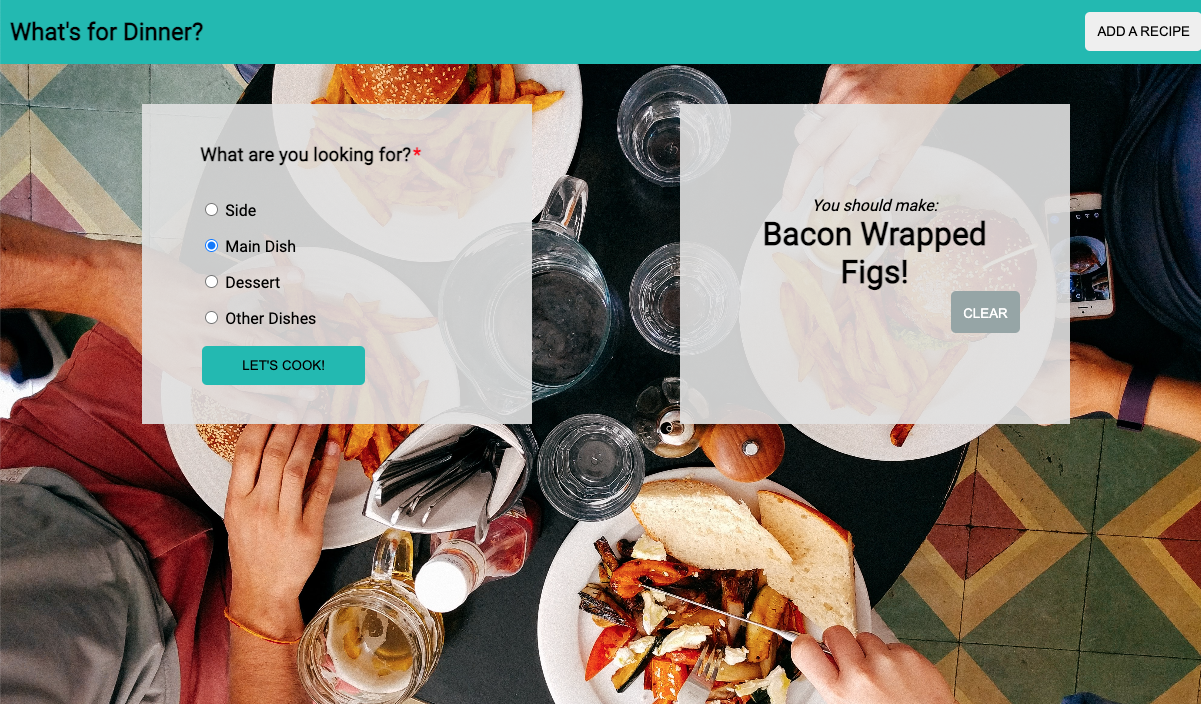 What's for Dinner?
ADD A RECIPE
What are you looking for?*
Side
Main Dish
Dessert
Other Dishes
LET'S COOK!
You should make:
Bacon Wrapped
Figs!
CLEAR